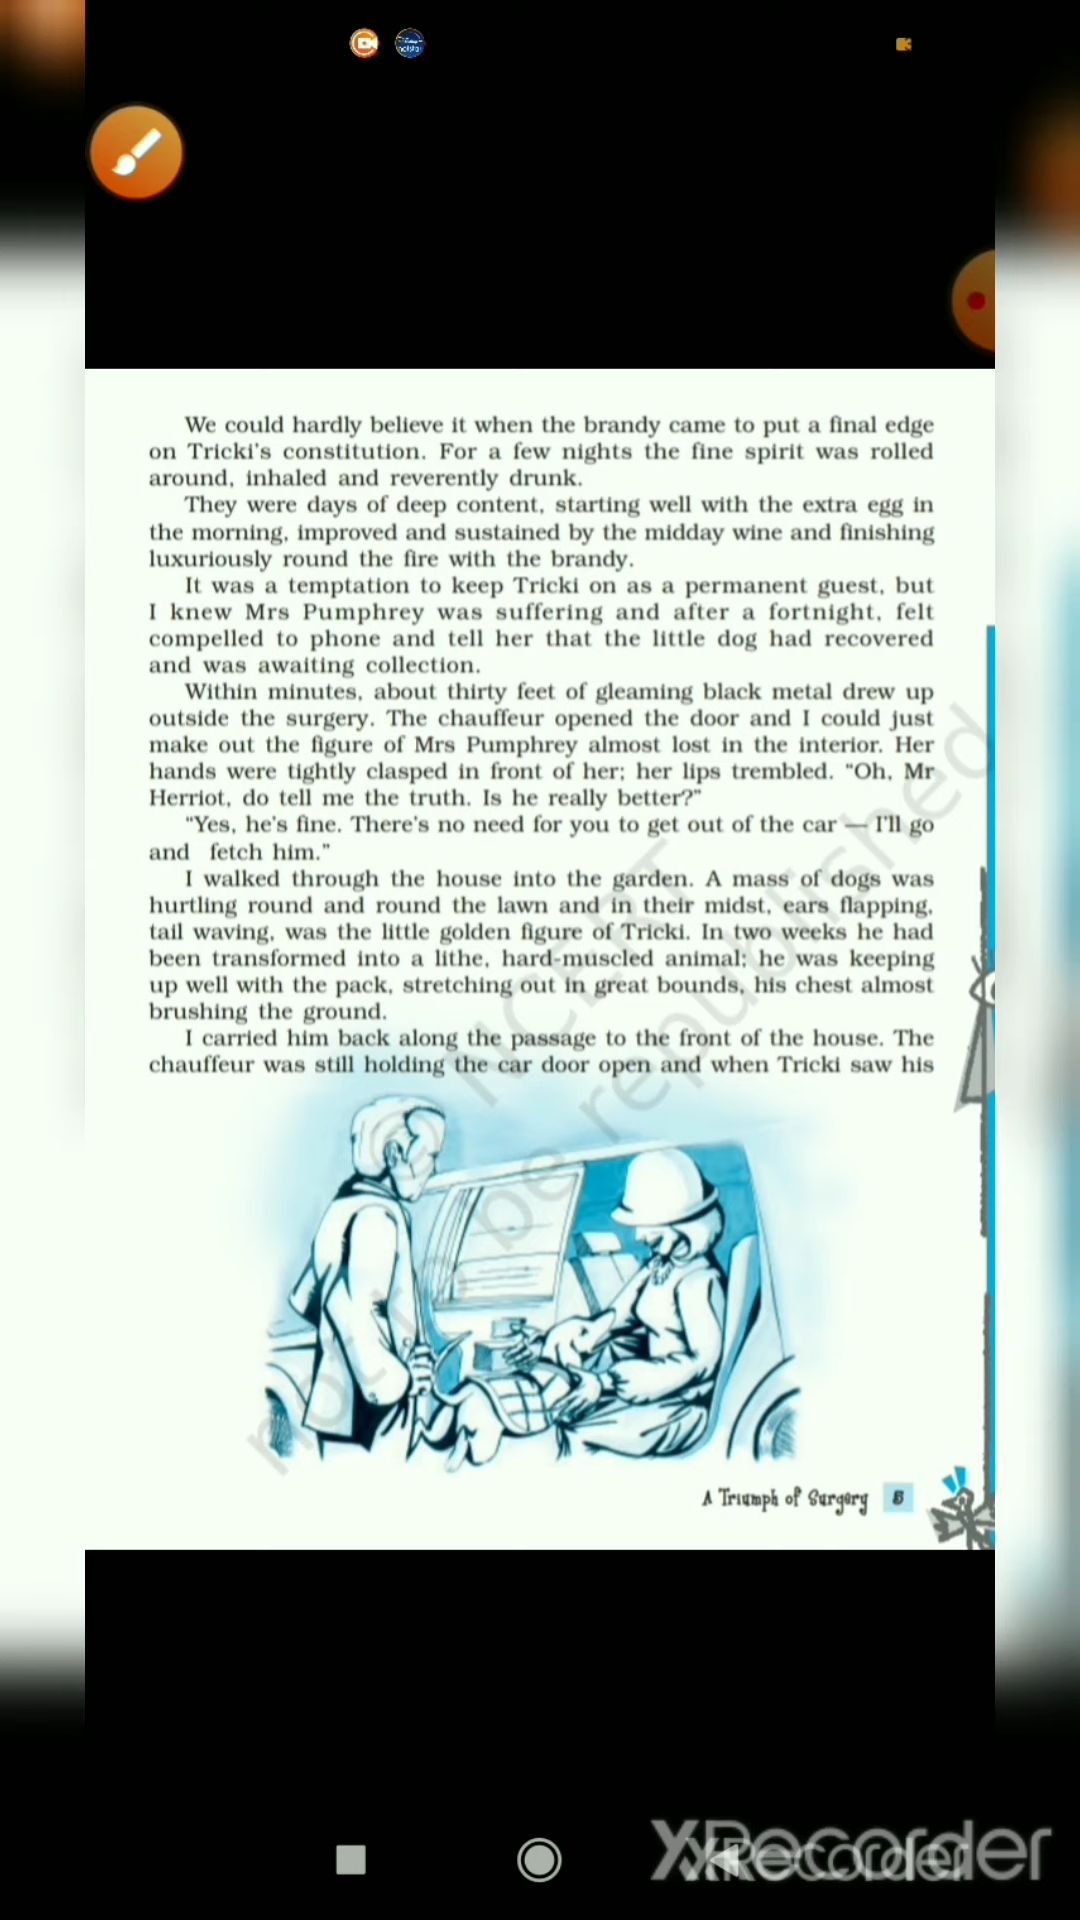 We could hardly believe it when the brandy came to put a final edge
on Tricki's constitution. For a few nights the fine spirit was rolled
around, inhaled and reverently drunk.
They were days of deep content, starting well with the extra egg in
the morning, improved and sustained by the midday wine and finishing
luxuriously round the fire with the brandy.
It was a temptation to keep Tricki on as a permanent guest, but
I knew Mrs Pumphrey was suffering and after a fortnight, felt
compelled to phone and tell her that the little dog had recovered
and was awaiting collection.
Within minutes, about thirty feet of gleaming black metal drew up
outside the surgery. The chauffeur opened the door and I could just
make out the figure of Mrs Pumphrey almost lost in the interior. Her
hands were tightly clasped in front of her; her lips trembled. “Oh, Mr
Herriot, do tell me the truth. Is he really better?”
“Yes, he's fine. There's no need for you to get out of the car — I'll go
and fetch him.”
I walked through the house into the garden. A mass of dogs was
hurtling round and round the lawn and in their midst, ears flapping,
tail waving, was the little golden figure of Tricki. In two weeks he had
been transformed into a lithe, hard-muscled animal; he was keeping
up well with the pack, stretching out in great bounds, his chest almost
brushing the ground.
I carried him back along the passage to the front of the house. The
chauffeur was still holding the car door open and when Tricki saw his
© NCERT
not to be republished
A Triumph of Surgery 5
XRecorder